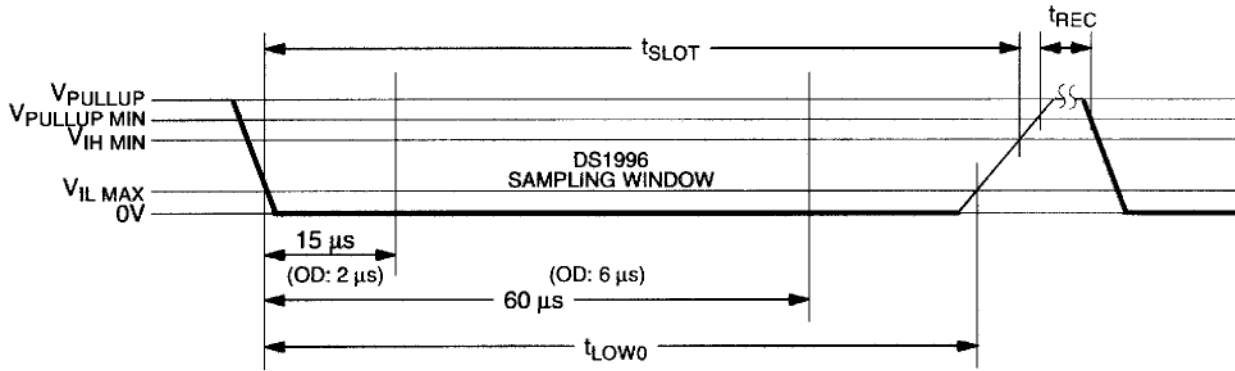 tREC
tSLOT
VPULLUP
VPULLUP MIN
VIH MIN
DS1996
SAMPLING WINDOW
VIL MAX
0V
15 µs
(OD: 2 µs)
(OD: 6 µs)
60 µs
tLOW0